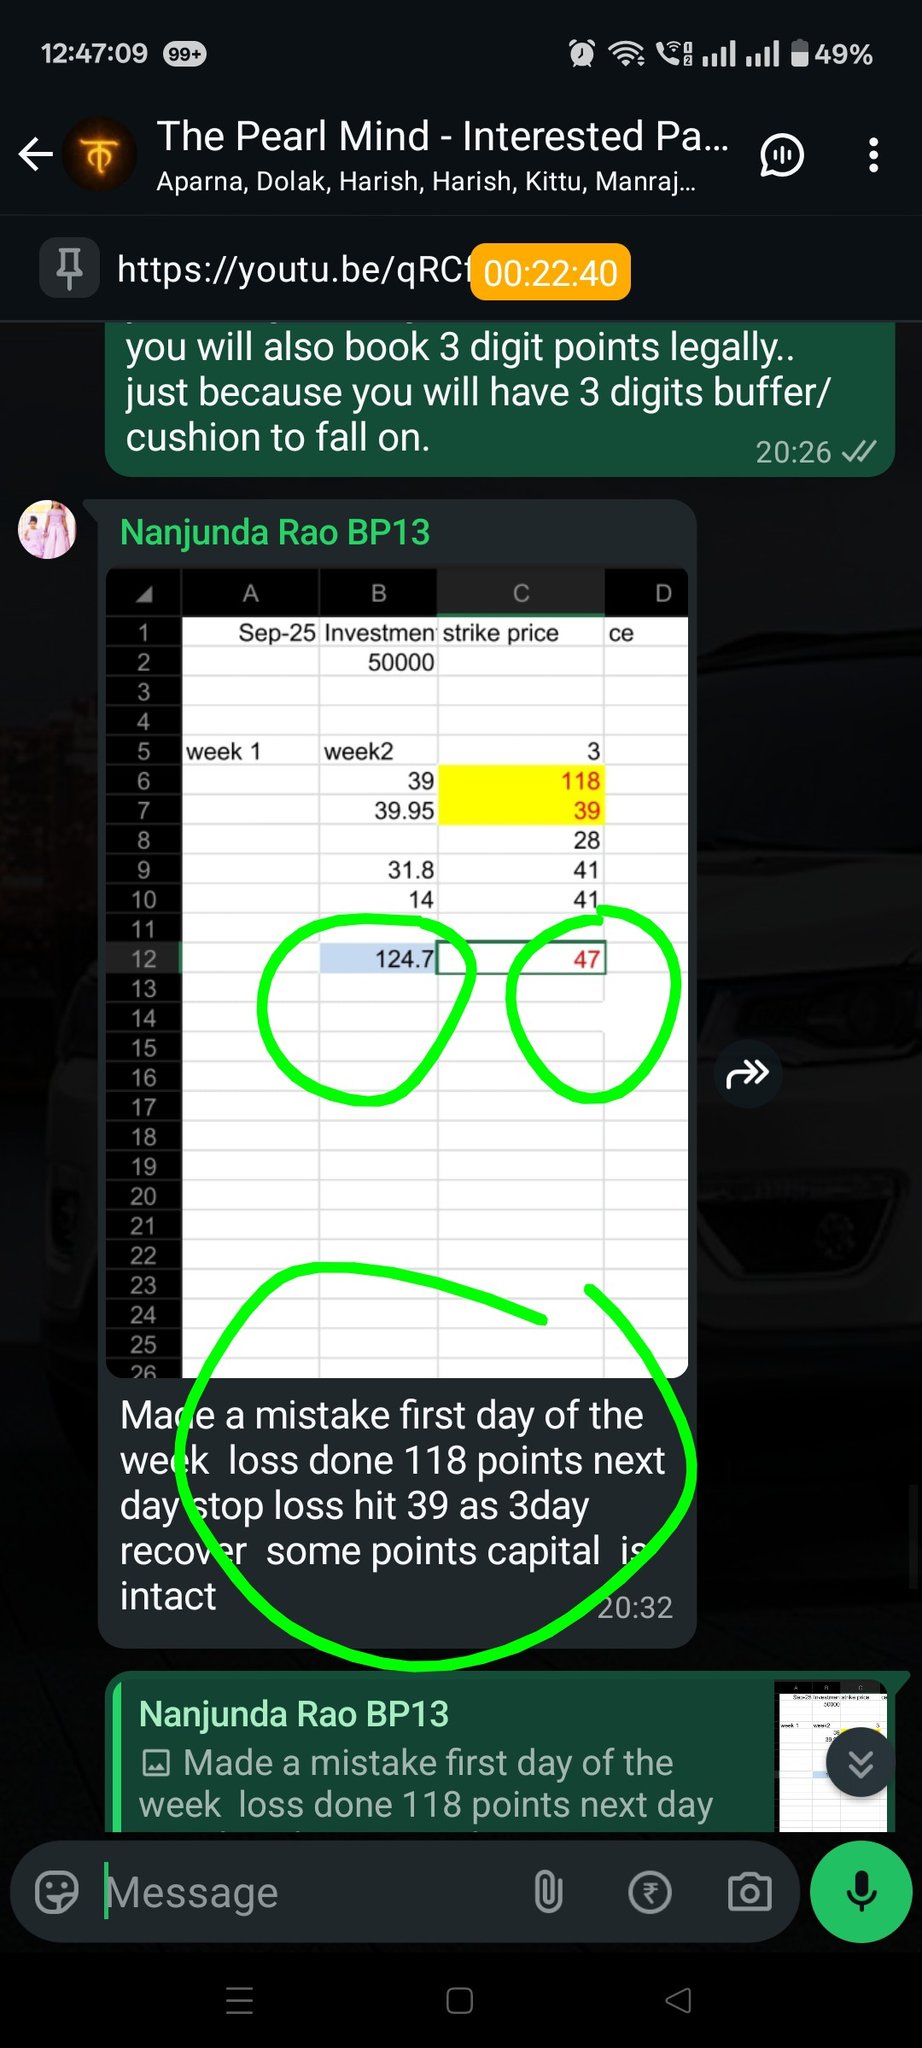 12:47:09 99+ 49%
The Pearl Mind - Interested Pa...
Aparna, Dolak, Harish, Harish, Kittu, Manraj...
https://youtu.be/qRCf 00:22:40
you will also book 3 digit points legally..
just because you will have 3 digits buffer/
cushion to fall on.
20:26
Nanjunda Rao BP13
A B C D
1 Sep-25 Investmen strike price ce
2 50000
3
4
5 week 1 week2 3
6 39 118
7 39.95 39
8 28
9 31.8 41
10 14 41
11
12 124.7 47
13
14
15
16
17
18
19
20
21
22
23
24
25
26
Made a mistake first day of the
week loss done 118 points next
day stop loss hit 39 as 3day
recover some points capital is
intact
20:32
Nanjunda Rao BP13
Made a mistake first day of the
week loss done 118 points next day
Message